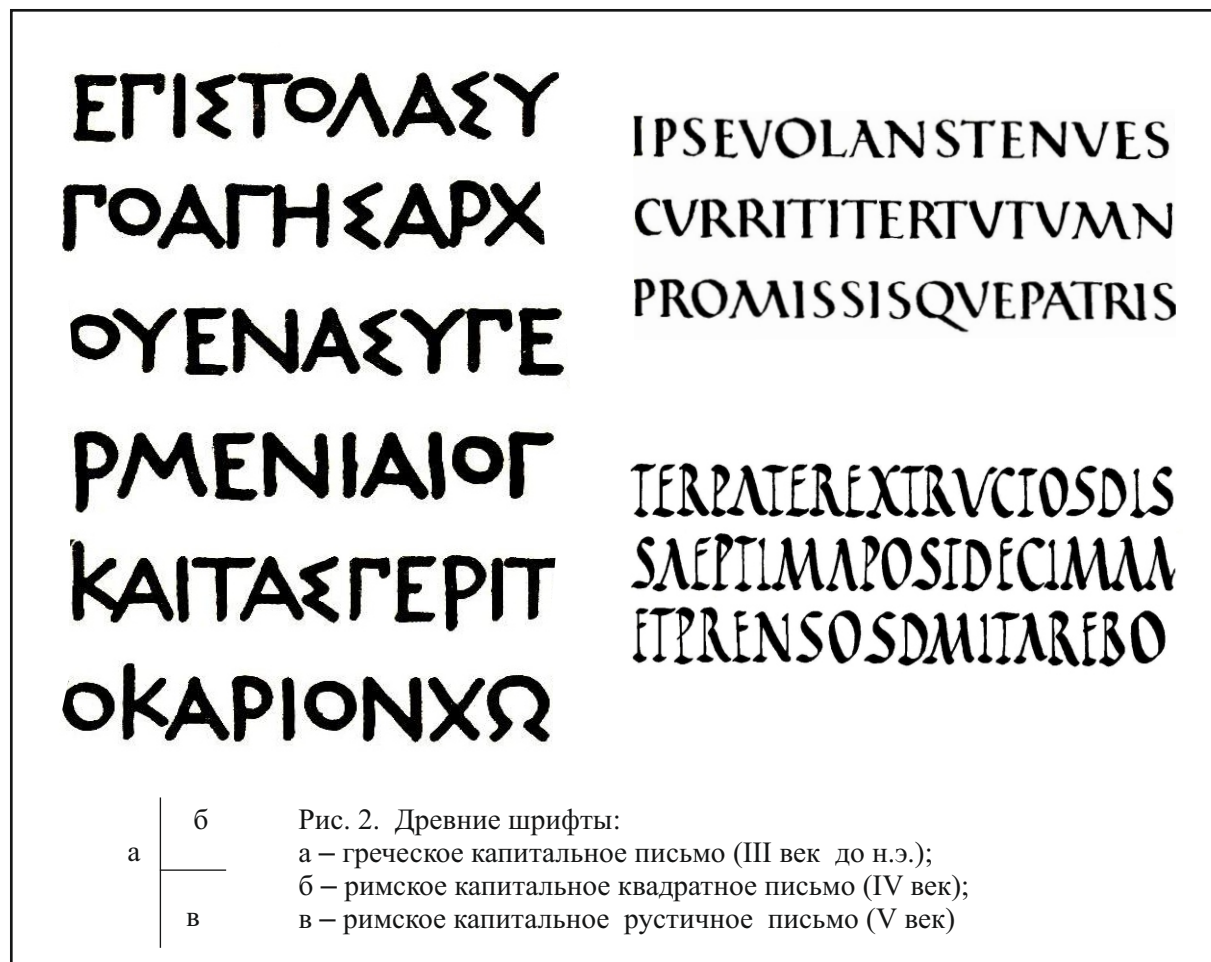 ΕΓΙΣΤΟΛΑΣΥ
ΓΟΑΓΗΣΑΡΧ
ΟΥΕΝΑΣΥΓΕ
ΡΜΕΝΙΑΙΟΓ
ΚΑΙΤΑΣΓΕΡΙΤ
ΟΚΑΡΙΟΝΧΩ
IPSEVOLANSTENVES
CVRRITITERTVTVMN
PROMISSISQVEPATRIS
TERPATEREXTRVCTOSDIS
SAEPTIMAPOSTDECIMAM
ETPRENSOSDMITAREBO
а
б
в
Рис. 2. Древние шрифты:
а – греческое капитальное письмо (III век до н.э.);
б – римское капитальное квадратное письмо (IV век);
в – римское капитальное рустичное письмо (V век)